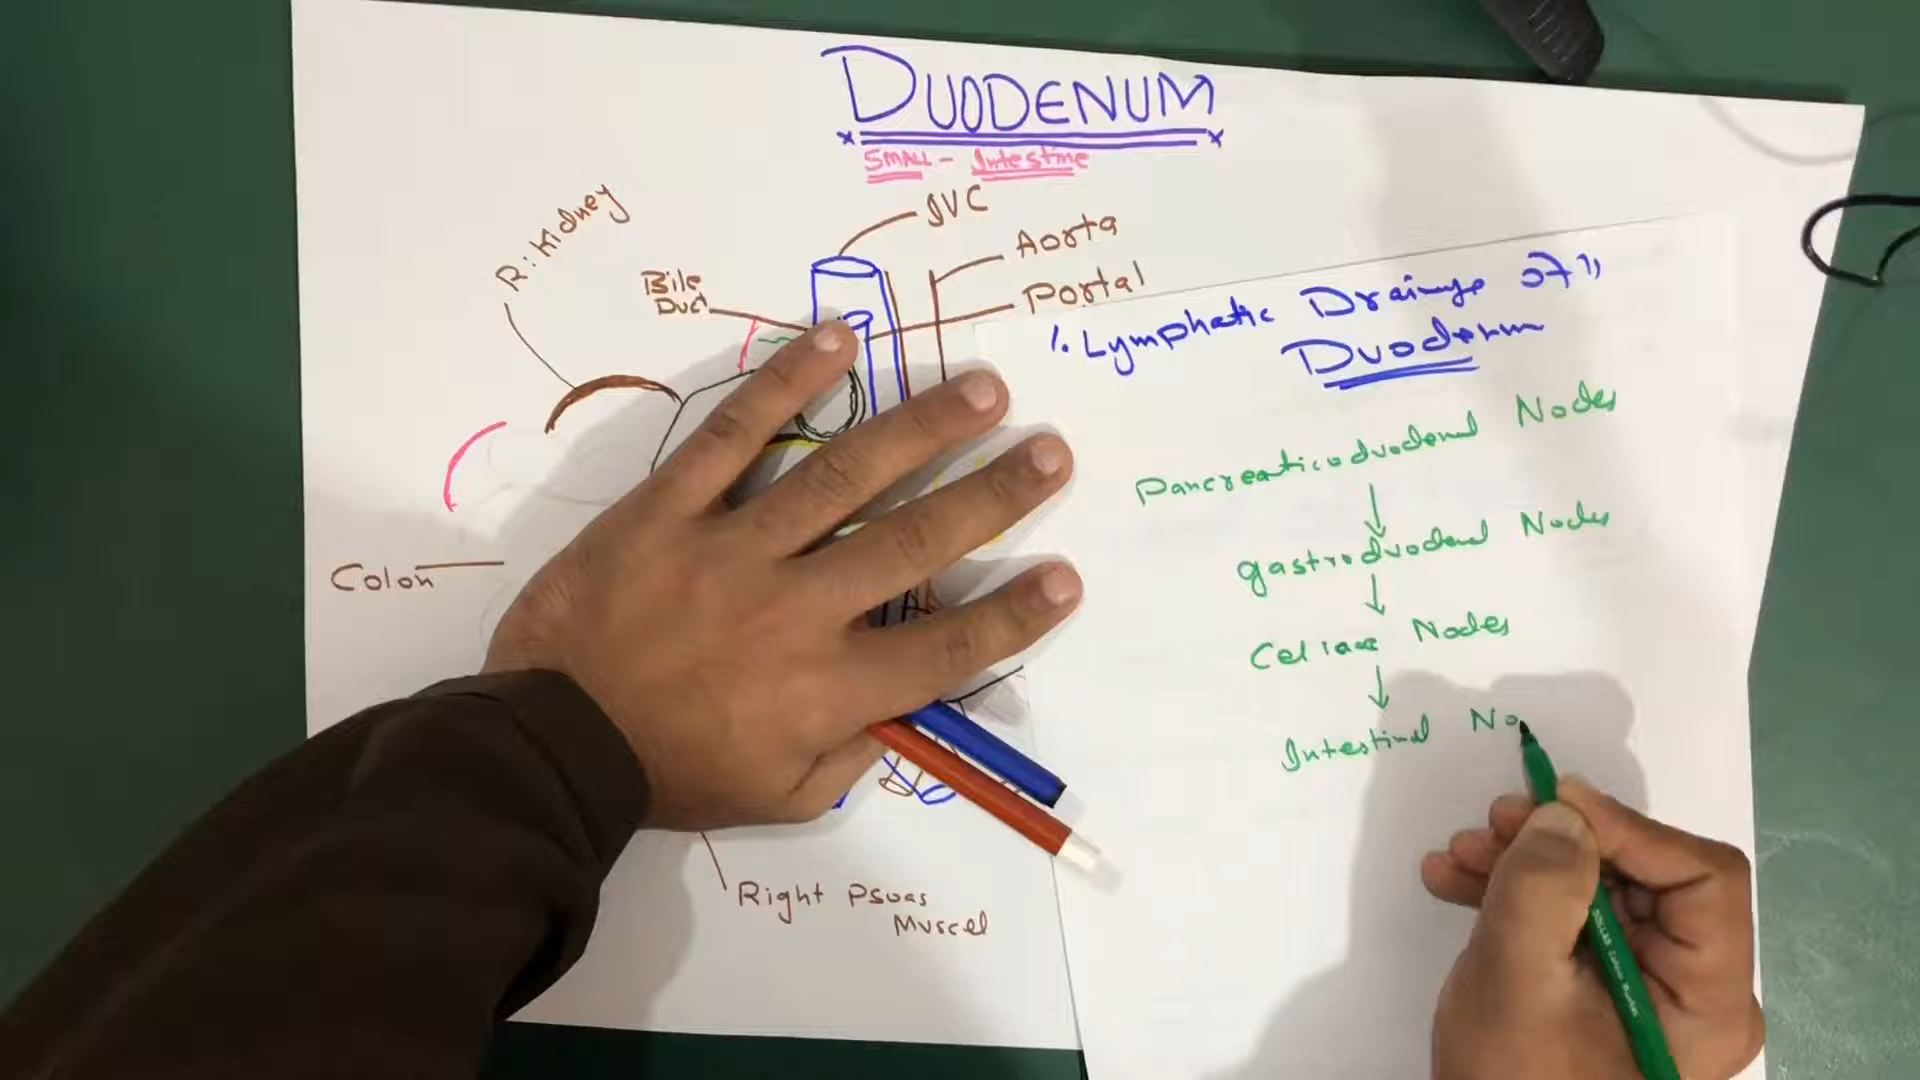 DUODENUM
SMALL - Intestine
IVC
R: Kidney
Aorta
Bile
Duct
Portal
Lymphatic Drainage of
Duodenum
Pancreaticoduodenal Nodes
gastroduodenal Nodes
Celiac Nodes
Intestinal No
Colon
Right Psoas
Muscel